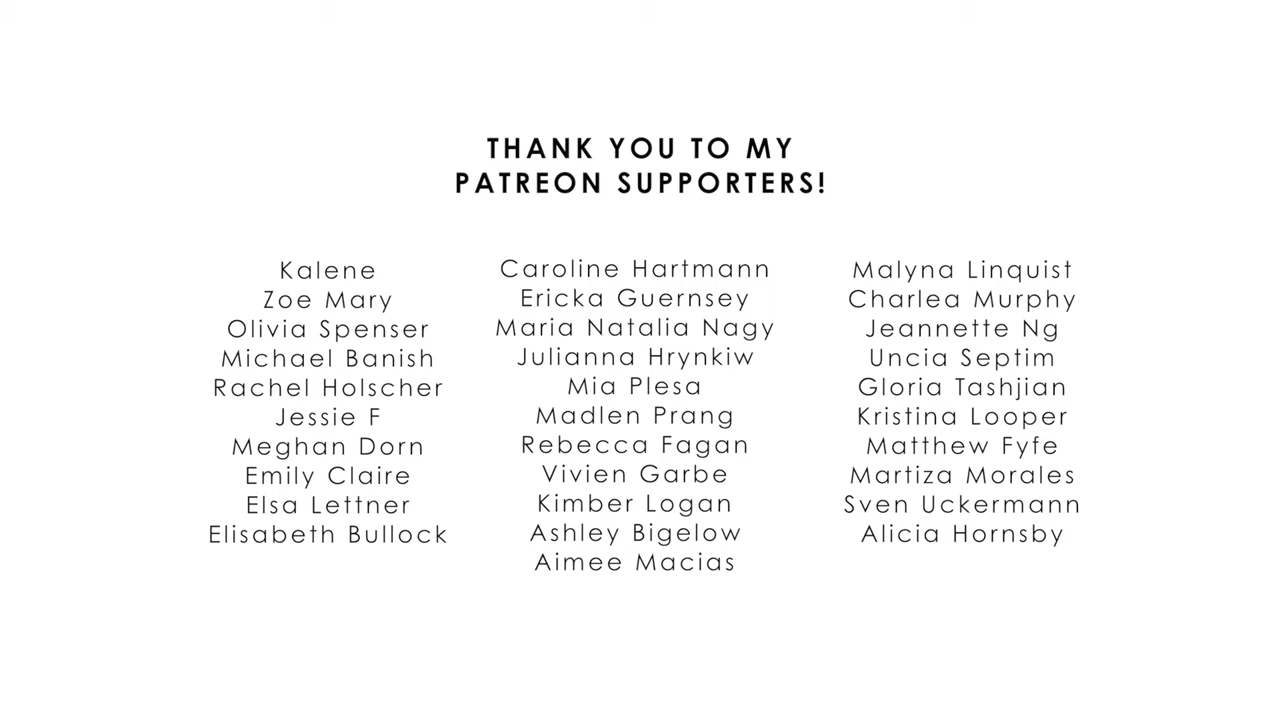 THANK YOU TO MY
PATREON SUPPORTERS!
Kalene
Zoe Mary
Olivia Spenser
Michael Banish
Rachel Holscher
Jessie F
Meghan Dorn
Emily Claire
Elsa Lettner
Elisabeth Bullock
Caroline Hartmann
Ericka Guernsey
Maria Natalia Nagy
Julianna Hrynkiw
Mia Plesa
Madlen Prang
Rebecca Fagan
Vivien Garbe
Kimber Logan
Ashley Bigelow
Aimee Macias
Malyna Linquist
Charlea Murphy
Jeannette Ng
Uncia Septim
Gloria Tashjian
Kristina Looper
Matthew Fyfe
Martiza Morales
Sven Uckermann
Alicia Hornsby